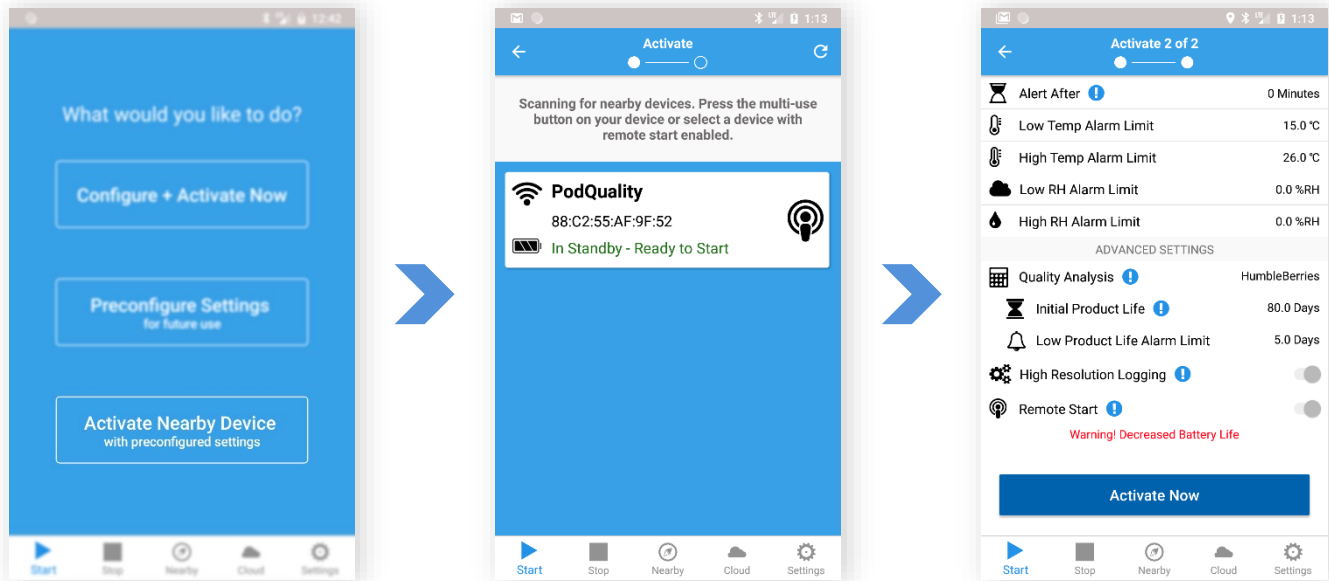 12:42
What would you like to do?
Configure + Activate Now
Preconfigure Settings
for future use
Activate Nearby Device
with preconfigured settings
Start
Stop
Nearby
Cloud
Settings
LTE 1:13
Activate
Scanning for nearby devices. Press the multi-use
button on your device or select a device with
remote start enabled.
PodQuality
88:C2:55:AF:9F:52
In Standby - Ready to Start
Start
Stop
Nearby
Cloud
Settings
LTE 1:13
Activate 2 of 2
Alert After 0 Minutes
Low Temp Alarm Limit 15.0 °C
High Temp Alarm Limit 26.0 °C
Low RH Alarm Limit 0.0 %RH
High RH Alarm Limit 0.0 %RH
ADVANCED SETTINGS
Quality Analysis HumbleBerries
Initial Product Life 80.0 Days
Low Product Life Alarm Limit 5.0 Days
High Resolution Logging
Remote Start
Warning! Decreased Battery Life
Activate Now
Start
Stop
Nearby
Cloud
Settings